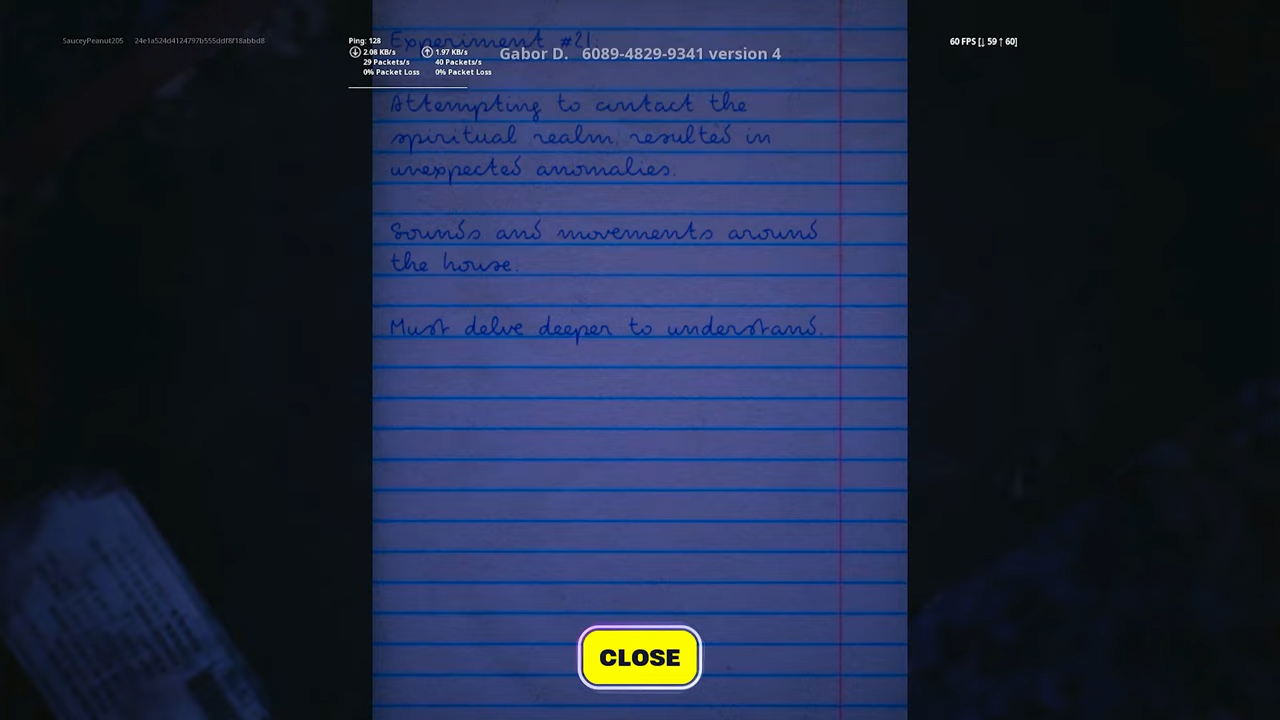 SauceyPeanut205 24e1a524d4124797b555ddf8f18abbd8
Ping: 128
2.08 KB/s 1.97 KB/s
29 Packets/s 40 Packets/s
0% Packet Loss 0% Packet Loss
Gabor D. 6089-4829-9341 version 4
60 FPS [↓ 59 ↑ 60]
Experiment #21:
Attempting to contact the
spiritual realm resulted in
unexpected anomalies.
Sounds and movements around
the house.
Must delve deeper to understand.
CLOSE